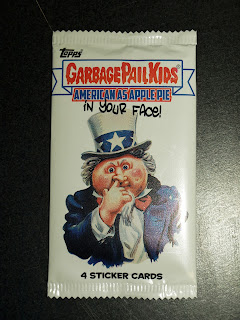 Topps
GARBAGE PAIL KIDS
AMERICAN AS APPLE PIE
in YOUR FACE!
4 STICKER CARDS